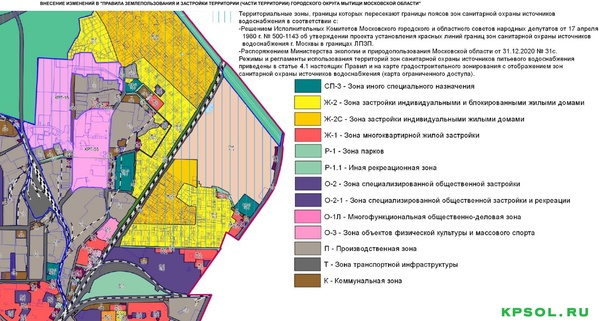 ВНЕСЕНИЕ ИЗМЕНЕНИЙ В "ПРАВИЛА ЗЕМЛЕПОЛЬЗОВАНИЯ И ЗАСТРОЙКИ ТЕРРИТОРИИ (ЧАСТИ ТЕРРИТОРИИ) ГОРОДСКОГО ОКРУГА МЫТИЩИ МОСКОВСКОЙ ОБЛАСТИ"
Территориальные зоны, границы которых пересекают границы поясов зон санитарной охраны источников
водоснабжения в соответствии с:
-Решением Исполнительных Комитетов Московского городского и областного советов народных депутатов от 17 апреля
1980 г. № 500-1143 об утверждении проекта установления красных линий границ зон санитарной охраны источников
водоснабжения г. Москвы в границах ЛПЗП.
-Распоряжением Министерства экологии и природопользования Московской области от 31.12.2020 № 31с.
Режимы и регламенты использования территорий зон санитарной охраны источников питьевого водоснабжения
приведены в статье 4.1 настоящих Правил и на карте градостроительного зонирования с отображением зон
санитарной охраны источников водоснабжения (карта ограниченного доступа).
СП-3 - Зона иного специального назначения
Ж-2 - Зона застройки индивидуальными и блокированными жилыми домами
Ж-2С - Зона застройки индивидуальными жилыми домами
Ж-1 - Зона многоквартирной жилой застройки
Р-1 - Зона парков
Р-1.1 - Иная рекреационная зона
О-2 - Зона специализированной общественной застройки
О-2-1 - Зона специализированной общественной застройки и рекреации
О-1Л - Многофункциональная общественно-деловая зона
О-3 - Зона объектов физической культуры и массового спорта
П - Производственная зона
Т - Зона транспортной инфраструктуры
К - Коммунальная зона
KPSOL.RU